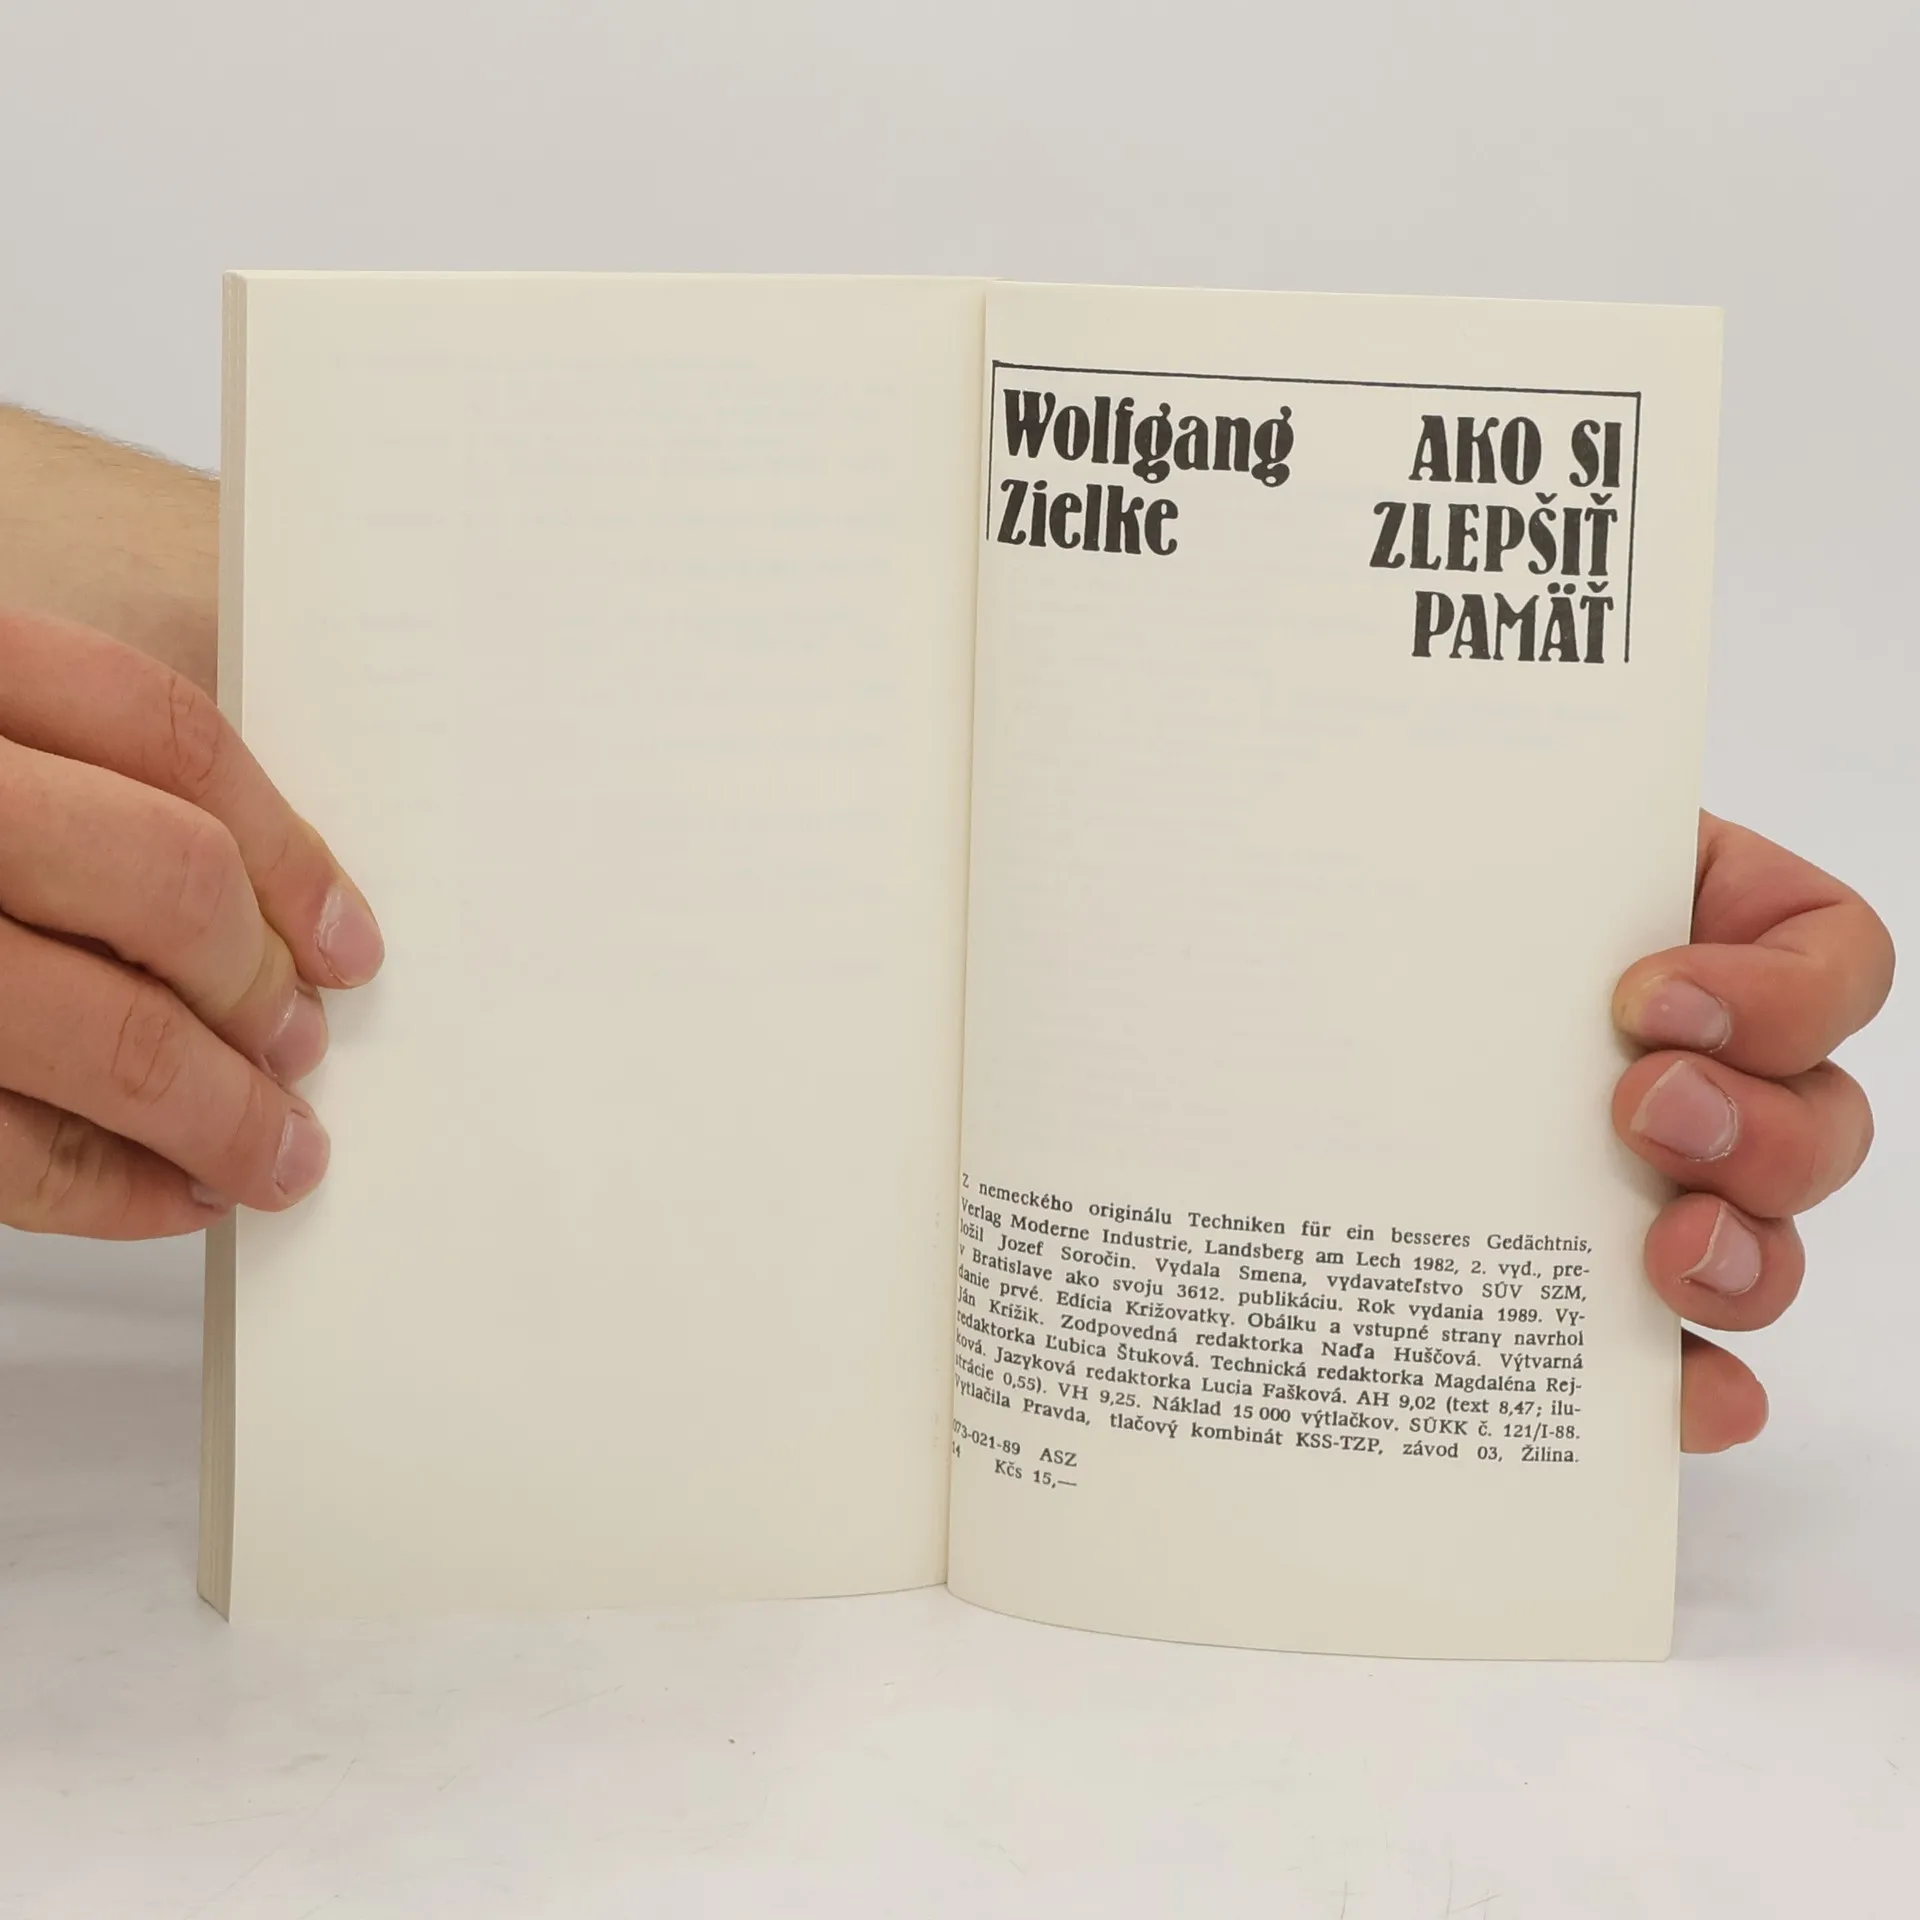 Wolfgang
Zielke
AKO SI
ZLEPŠIŤ
PAMÄŤ
Z nemeckého originálu Techniken für ein besseres Gedächtnis,
Verlag Moderne Industrie, Landsberg am Lech 1982, 2. vyd., pre-
ložil Jozef Soročin. Vydala Smena, vydavateľstvo SÚV SZM,
v Bratislave ako svoju 3612. publikáciu. Rok vydania 1989. Vy-
danie prvé. Edícia Križovatky. Obálku a vstupné strany navrhol
Ján Krížik. Zodpovedná redaktorka Naďa Huščová. Výtvarná
redaktorka Ľubica Štuková. Technická redaktorka Magdaléna Rej-
ková. Jazyková redaktorka Lucia Fašková. AH 9,02 (text 8,47; ilu-
strácie 0,55). VH 9,25. Náklad 15 000 výtlačkov. SÚKK č. 121/I-88.
Vytlačila Pravda, tlačový kombinát KSS-TZP, závod 03, Žilina.
073-021-89 ASZ
14 Kčs 15,—